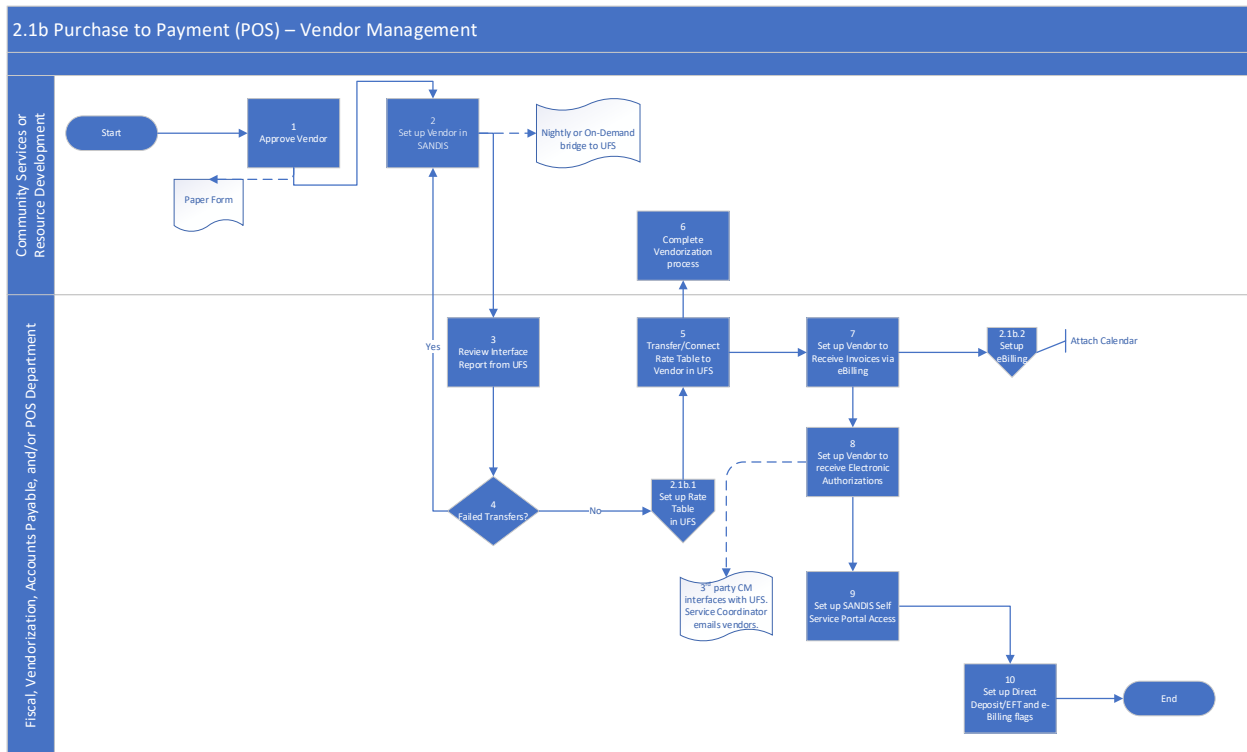 2.1b Purchase to Payment (POS) – Vendor Management
Community Services or
Resource Development
Start
1
Approve Vendor
Paper Form
2
Set up Vendor in
SANDIS
Nightly or On-Demand
bridge to UFS
6
Complete
Vendorization
process
Fiscal, Vendorization, Accounts Payable, and/or POS Department
Yes
3
Review Interface
Report from UFS
4
Failed Transfers?
No
2.1b.1
Set up Rate
Table
in UFS
5
Transfer/Connect
Rate Table to
Vendor in UFS
7
Set up Vendor to
Receive Invoices via
eBilling
2.1b.2
Setup
eBilling
Attach Calendar
8
Set up Vendor to
receive Electronic
Authorizations
3rd party CM
interfaces with UFS.
Service Coordinator
emails vendors.
9
Set up SANDIS Self
Service Portal Access
10
Set up Direct
Deposit/EFT and e-
Billing flags
End